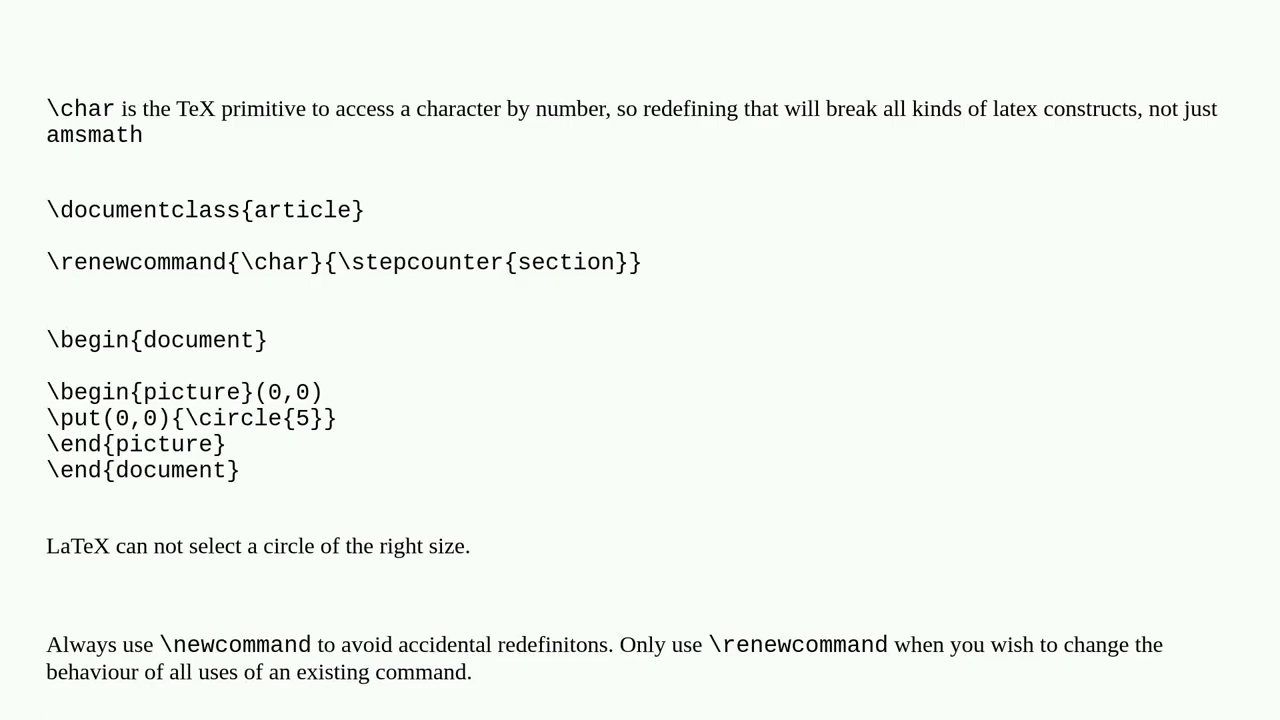 \char is the TeX primitive to access a character by number, so redefining that will break all kinds of latex constructs, not just
amsmath
\documentclass{article}
\renewcommand{\char}{\stepcounter{section}}
\begin{document}
\begin{picture}(0,0)
\put(0,0){\circle{5}}
\end{picture}
\end{document}
LaTeX can not select a circle of the right size.
Always use \newcommand to avoid accidental redefinitons. Only use \renewcommand when you wish to change the
behaviour of all uses of an existing command.